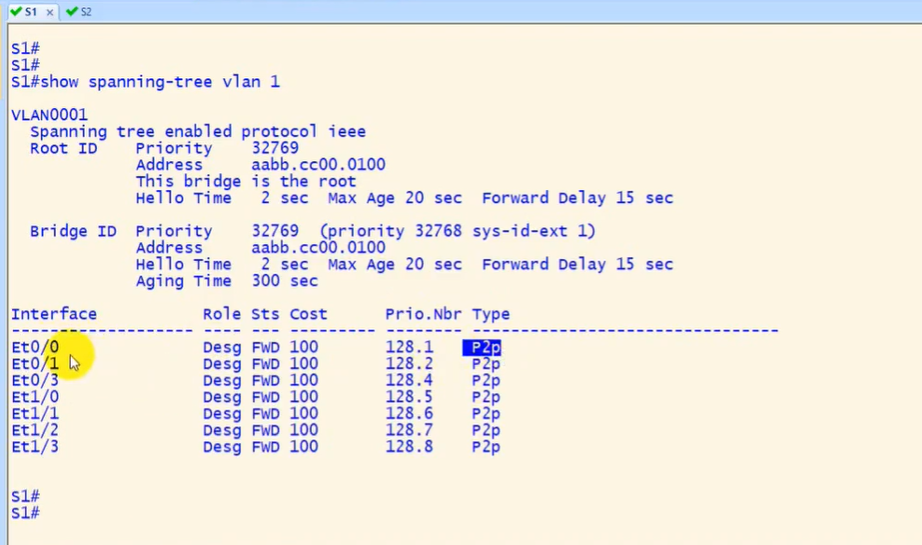 S1 × S2
S1#
S1#
S1#show spanning-tree vlan 1
VLAN0001
Spanning tree enabled protocol ieee
Root ID Priority 32769
Address aabb.cc00.0100
This bridge is the root
Hello Time 2 sec Max Age 20 sec Forward Delay 15 sec
Bridge ID Priority 32769 (priority 32768 sys-id-ext 1)
Address aabb.cc00.0100
Hello Time 2 sec Max Age 20 sec Forward Delay 15 sec
Aging Time 300 sec
Interface Role Sts Cost Prio.Nbr Type
------------------- ---- --- --------- -------- --------------------------------
Et0/0 Desg FWD 100 128.1 P2p
Et0/1 Desg FWD 100 128.2 P2p
Et0/3 Desg FWD 100 128.4 P2p
Et1/0 Desg FWD 100 128.5 P2p
Et1/1 Desg FWD 100 128.6 P2p
Et1/2 Desg FWD 100 128.7 P2p
Et1/3 Desg FWD 100 128.8 P2p
S1#
S1#